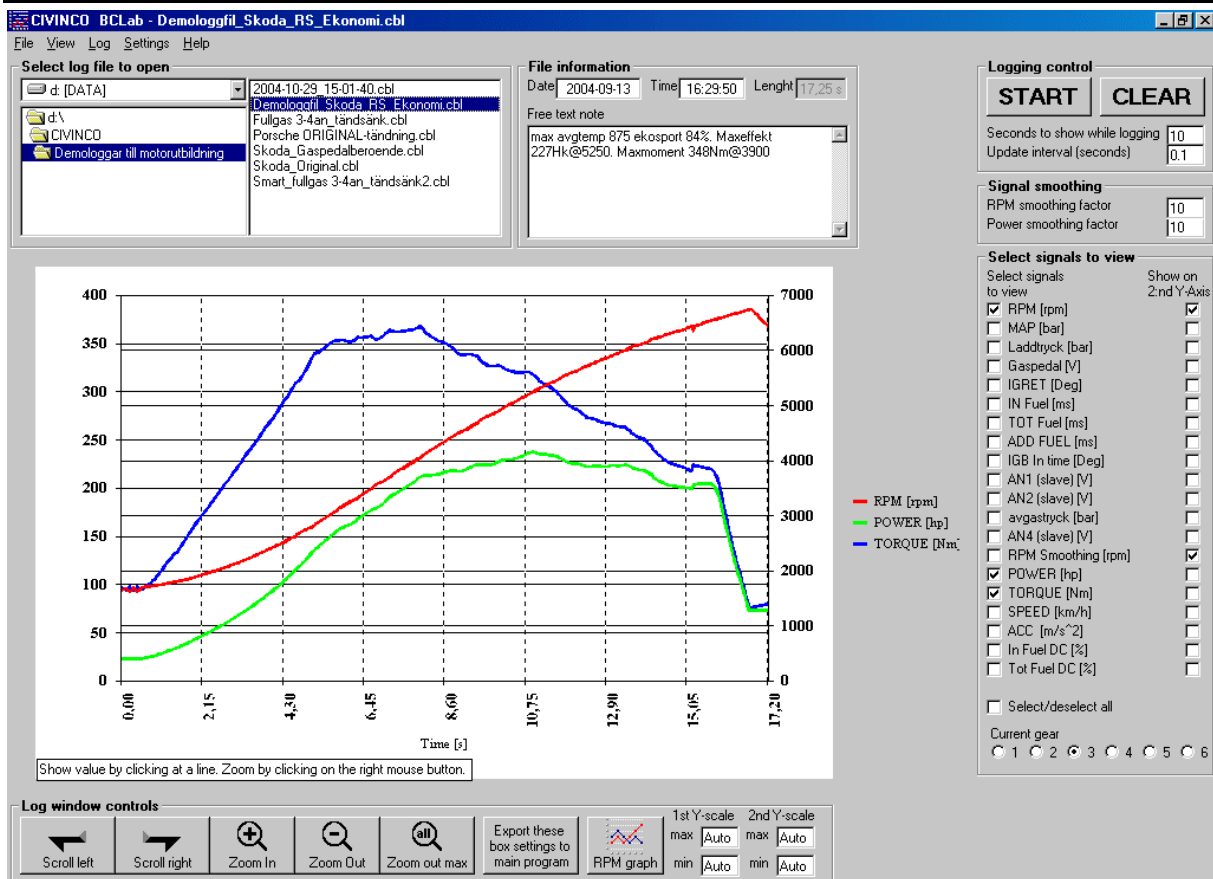 CIVINCO BCLab - Demologgfil_Skoda_RS_Ekonomi.cbl
File View Log Settings Help
Select log file to open
d: [DATA]
d:\
CIVINCO
Demologgar till motorutbildning
2004-10-29_15-01-40.cbl
Demologgfil_Skoda_RS_Ekonomi.cbl
Fullgas 3-4an_tändsänk.cbl
Porsche ORIGINAL-tändning.cbl
Skoda_Gaspedalberoende.cbl
Skoda_Original.cbl
Smart_fullgas 3-4an_tändsänk2.cbl
File information
Date 2004-09-13 Time 16:29:50 Lenght 17,25 s
Free text note
max avgtemp 875 ekosport 84%. Maxeffekt
227Hk@5250. Maxmoment 348Nm@3900
Logging control
START CLEAR
Seconds to show while logging 10
Update interval (seconds) 0.1
Signal smoothing
RPM smoothing factor 10
Power smoothing factor 10
Select signals to view
Select signals to view
Show on 2:nd Y-Axis
RPM [rpm]
MAP [bar]
Laddtryck [bar]
Gaspedal [V]
IGRET [Deg]
IN Fuel [ms]
TOT Fuel [ms]
ADD FUEL [ms]
IGB In time [Deg]
AN1 (slave) [V]
AN2 (slave) [V]
avgastryck [bar]
AN4 (slave) [V]
RPM Smoothing [rpm]
POWER [hp]
TORQUE [Nm]
SPEED [km/h]
ACC [m/s^2]
In Fuel DC [%]
Tot Fuel DC [%]
Select/deselect all
Current gear
1 2 3 4 5 6
400
350
300
250
200
150
100
50
0
7000
6000
5000
4000
3000
2000
1000
0
0,00 2,15 4,30 6,45 8,60 10,75 12,90 15,05 17,20
Time [s]
RPM [rpm]
POWER [hp]
TORQUE [Nm]
Show value by clicking at a line. Zoom by clicking on the right mouse button.
Log window controls
Scroll left
Scroll right
Zoom In
Zoom Out
all
Zoom out max
Export these
box settings to
main program
RPM graph
1st Y-scale 2nd Y-scale
max Auto max Auto
min Auto min Auto